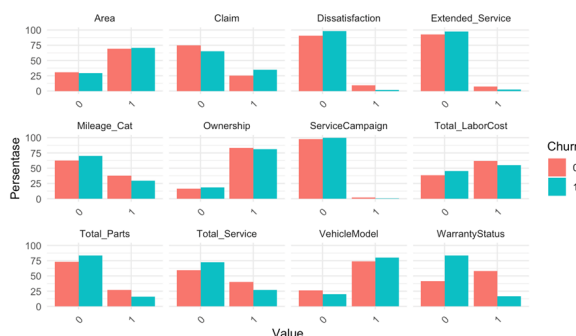 Area Claim Dissatisfaction Extended_Service
100
75
50
25
0
0 1 0 1 0 1 0 1
Mileage_Cat Ownership ServiceCampaign Total_LaborCost
100
75
50
25
0
0 1 0 1 0 1 0 1
Total_Parts Total_Service VehicleModel WarrantyStatus
100
75
50
25
0
0 1 0 1 0 1 0 1
Persentase
Value
Churn
0
1